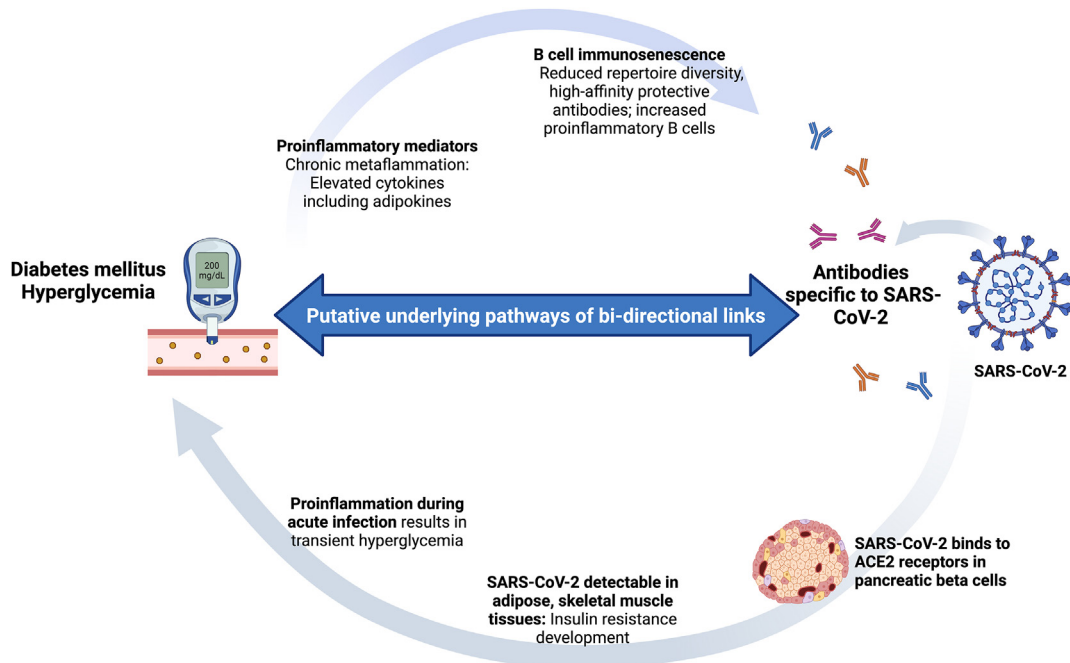 B cell immunosenescence
Reduced repertoire diversity,
high-affinity protective
antibodies; increased
proinflammatory B cells
Proinflammatory mediators
Chronic metaflammation:
Elevated cytokines
including adipokines
Diabetes mellitus
Hyperglycemia
200
mg/dL
Putative underlying pathways of bi-directional links
Antibodies
specific to SARS-
CoV-2
SARS-CoV-2
Proinflammation during
acute infection results in
transient hyperglycemia
SARS-CoV-2 binds to
ACE2 receptors in
pancreatic beta cells
SARS-CoV-2 detectable in
adipose, skeletal muscle
tissues: Insulin resistance
development